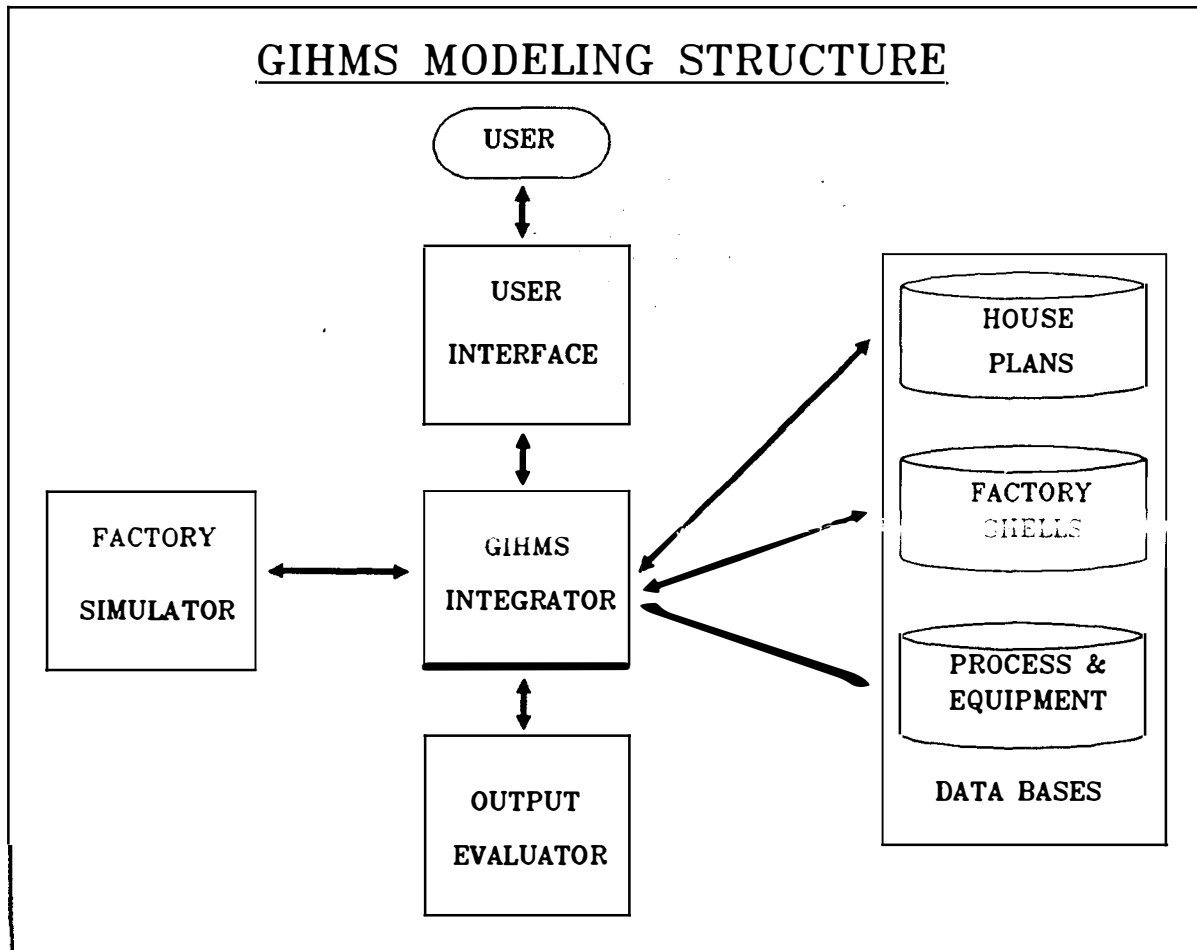 GIHMS MODELING STRUCTURE
USER
USER
INTERFACE
HOUSE
PLANS
FACTORY
SHELLS
FACTORY
SIMULATOR
GIHMS
INTEGRATOR
PROCESS &
EQUIPMENT
DATA BASES
OUTPUT
EVALUATOR